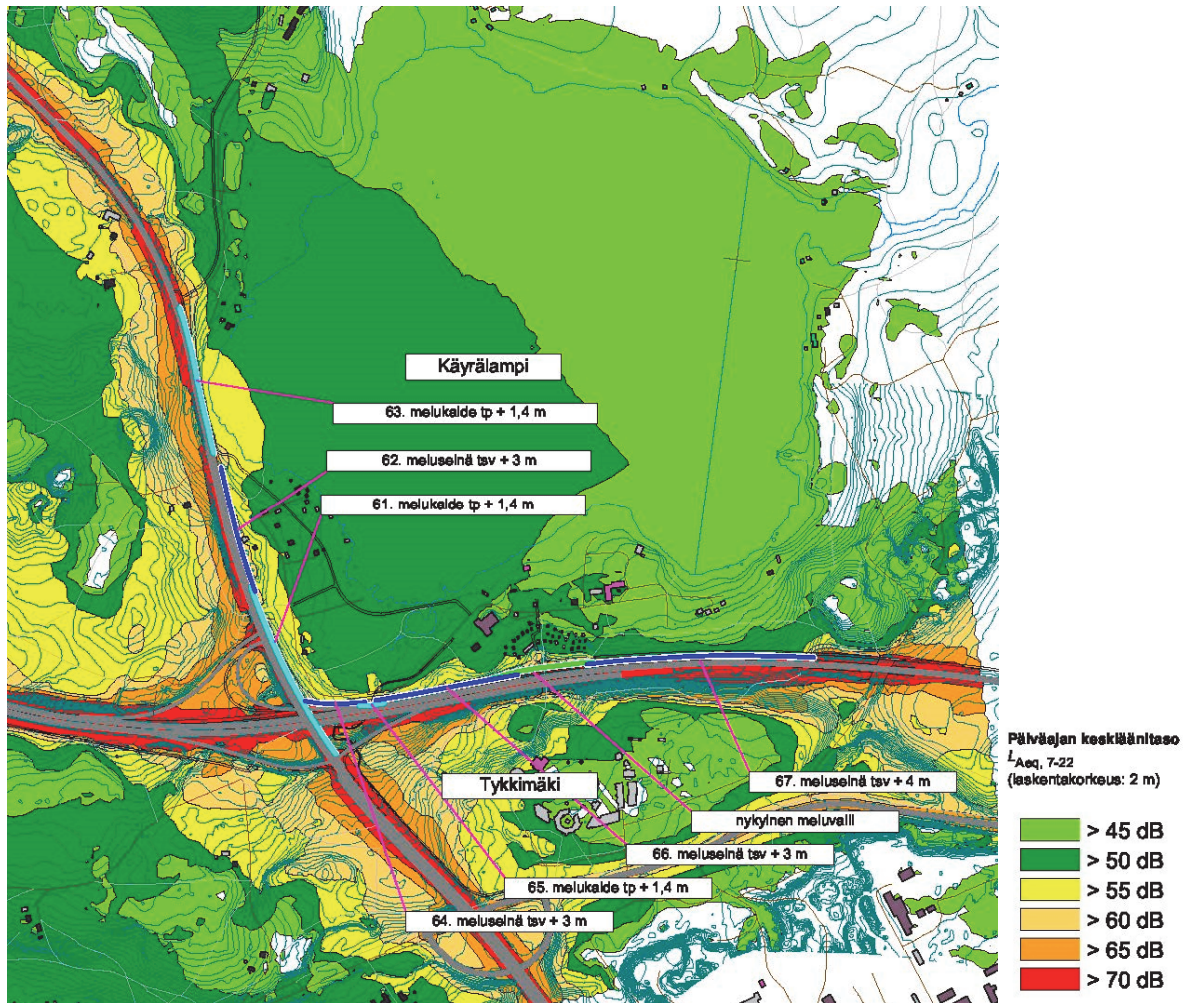 Käyrälampi
63. melukaide tp + 1,4 m
62. meluseinä tsv + 3 m
61. melukaide tp + 1,4 m
67. meluseinä tsv + 4 m
Tykkimäki
nykyinen meluvalli
66. meluseinä tsv + 3 m
65. melukaide tp + 1,4 m
64. meluseinä tsv + 3 m
Päiväajan keskiäänitaso
LAeq, 7-22
(laskentakorkeus: 2 m)
> 45 dB
> 50 dB
> 55 dB
> 60 dB
> 65 dB
> 70 dB